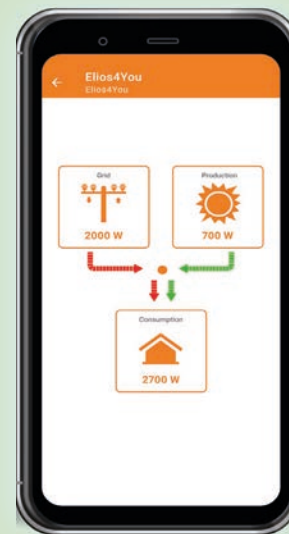 Elios4You
Elios4You
Grid
Production
2000 W
700 W
Consumption
2700 W